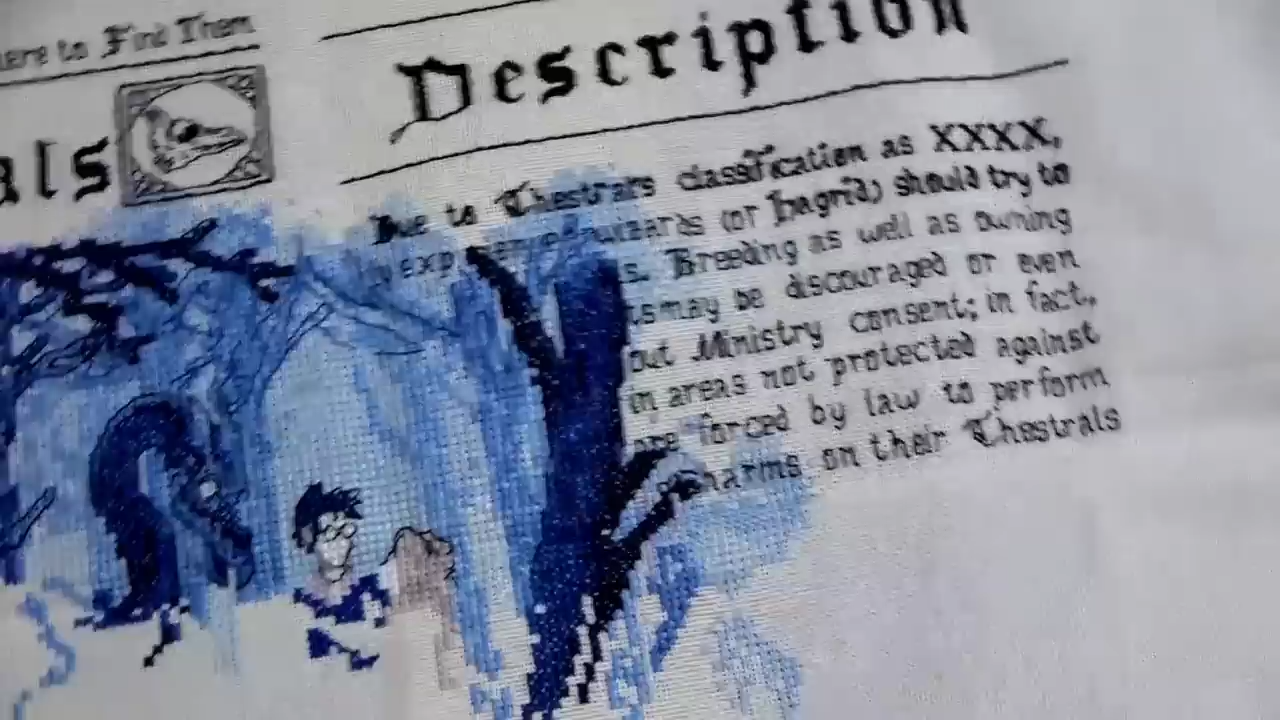 ere to Find Them
als
Description
Due to Thestrals classification as XXXX,
wizards (or Hagrid) should try to
s. Breeding as well as owning
may be discouraged or even
out Ministry consent; in fact,
in areas not protected against
are forced by law to perform
charms on their Thestrals